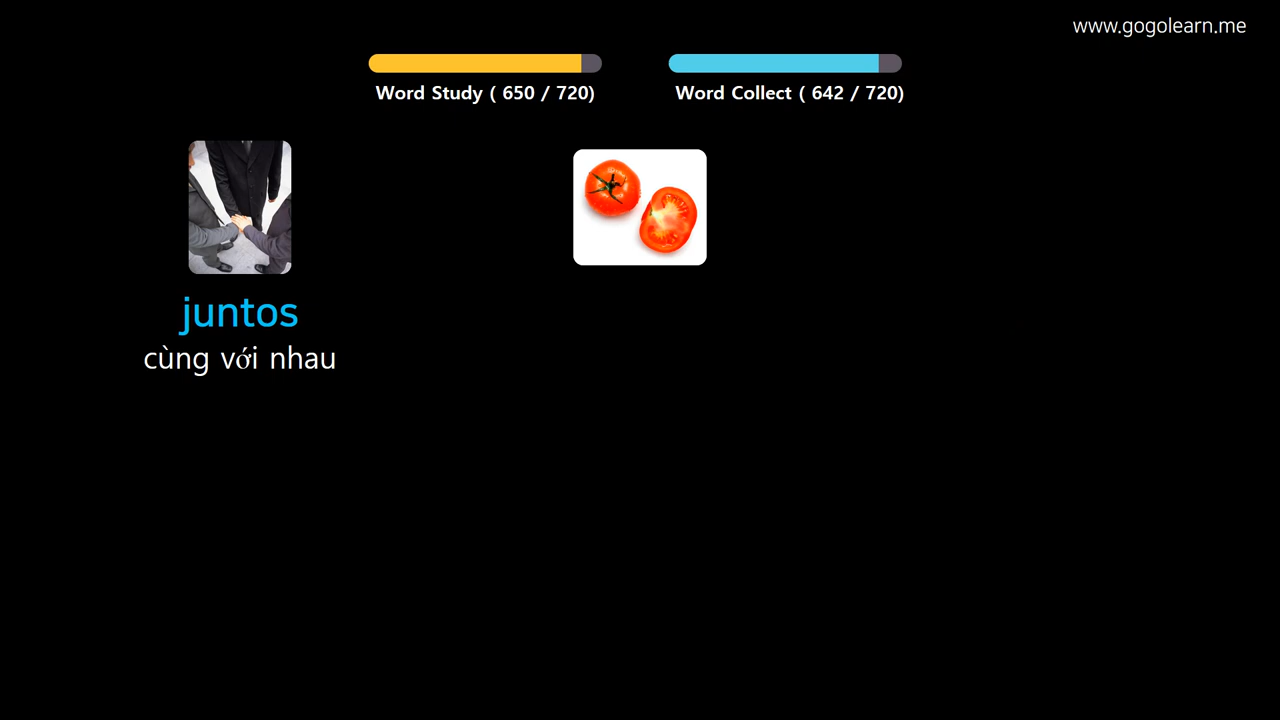 www.gogolearn.me
Word Study ( 650 / 720)
Word Collect ( 642 / 720)
juntos
cùng với nhau